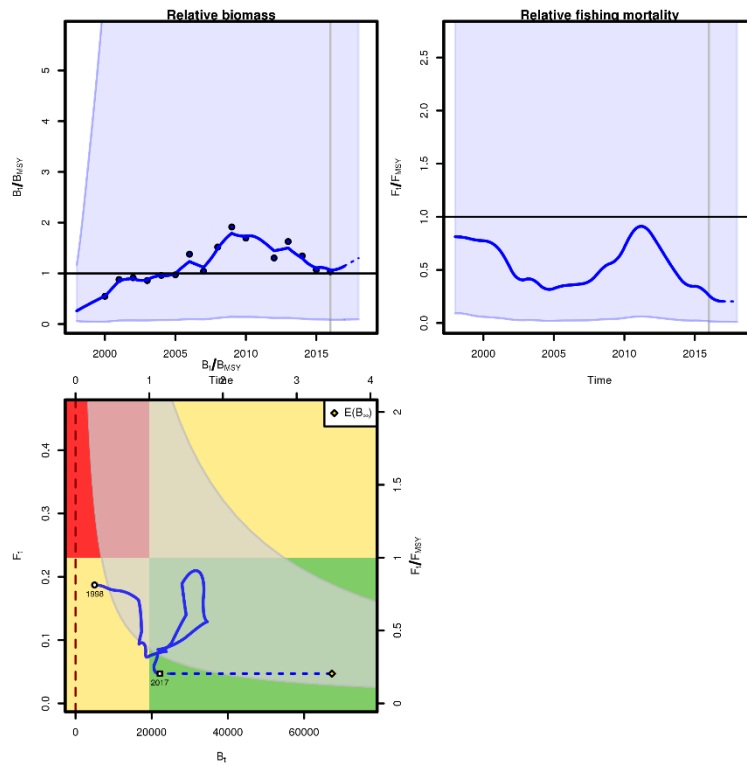 Relative biomass
B_t/B_MSY
0 1 2 3 4 5
2000 2005 2010 2015
Time
Relative fishing mortality
F_t/F_MSY
0.0 0.5 1.0 1.5 2.0 2.5
2000 2005 2010 2015
Time
B_t/B_MSY
0 1 2 3 4
F_t
0.0 0.1 0.2 0.3 0.4
E(B_∞)
1998
2017
0 0.5 1 1.5 2
F_t/F_MSY
0 20000 40000 60000
B_t